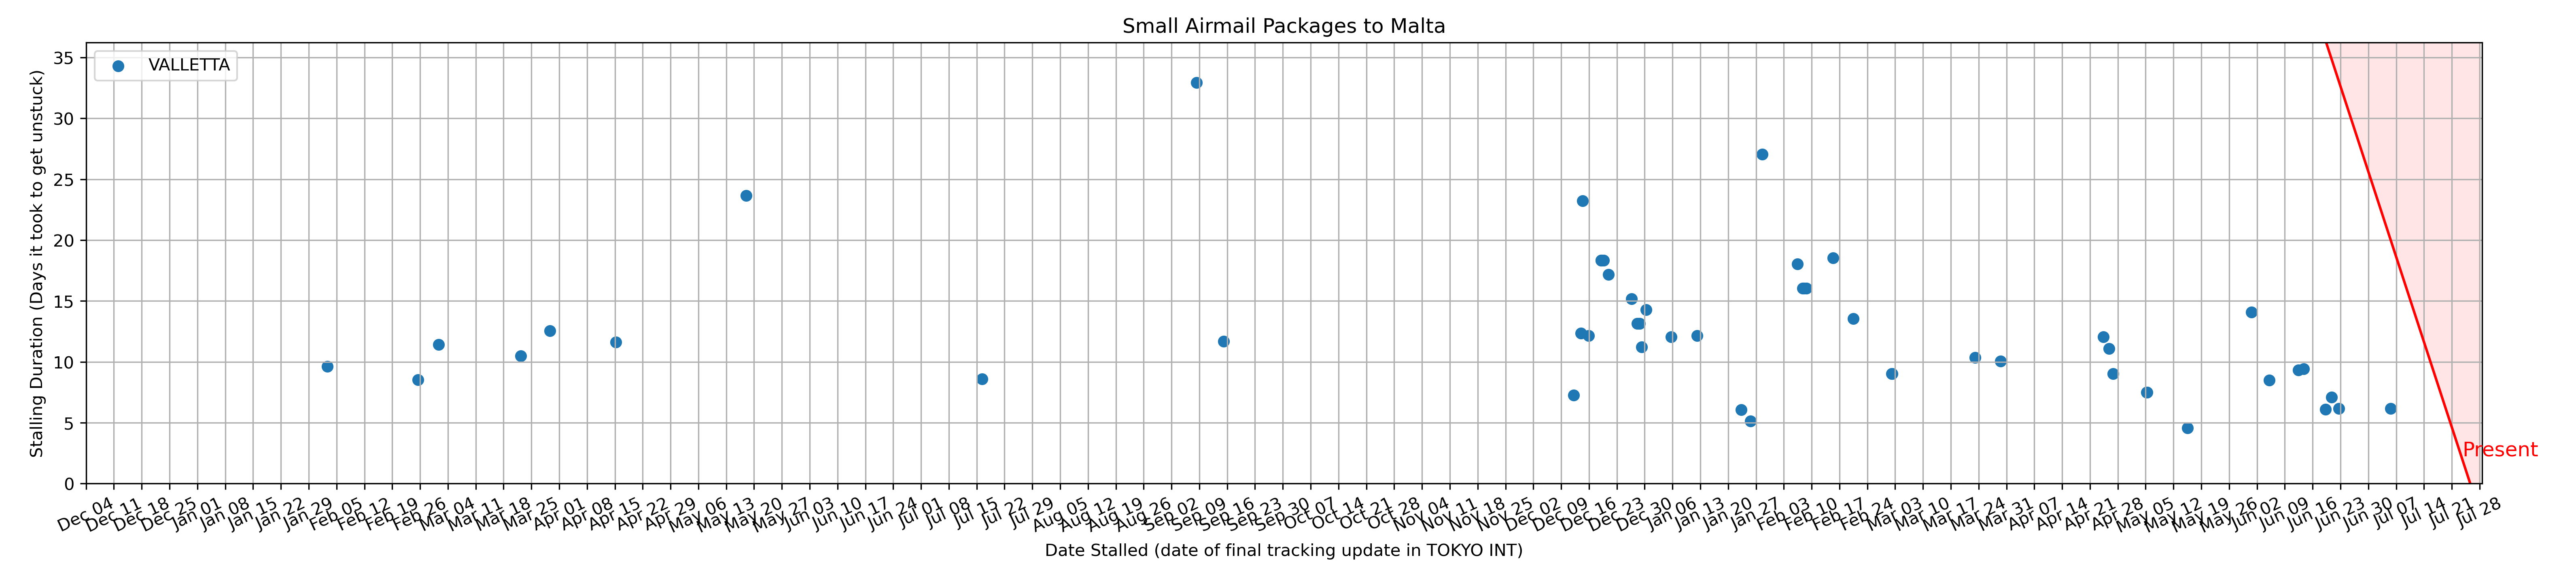 Small Airmail Packages to Malta
VALLETTA
Stalling Duration (Days it took to get unstuck)
35
30
25
20
15
10
5
0
Present
Dec 04
Dec 11
Dec 18
Dec 25
Jan 01
Jan 08
Jan 15
Jan 22
Jan 29
Feb 05
Feb 12
Feb 19
Feb 26
Mar 04
Mar 11
Mar 18
Mar 25
Apr 01
Apr 08
Apr 15
Apr 22
Apr 29
May 06
May 13
May 20
May 27
Jun 03
Jun 10
Jun 17
Jun 24
Jul 01
Jul 08
Jul 15
Jul 22
Jul 29
Aug 05
Aug 12
Aug 19
Aug 26
Sep 02
Sep 09
Sep 16
Sep 23
Sep 30
Oct 07
Oct 14
Oct 21
Oct 28
Nov 04
Nov 11
Nov 18
Nov 25
Dec 02
Dec 09
Dec 16
Dec 23
Dec 30
Jan 06
Jan 13
Jan 20
Jan 27
Feb 03
Feb 10
Feb 17
Feb 24
Mar 03
Mar 10
Mar 17
Mar 24
Mar 31
Apr 07
Apr 14
Apr 21
Apr 28
May 05
May 12
May 19
May 26
Jun 02
Jun 09
Jun 16
Jun 23
Jun 30
Jul 07
Jul 14
Jul 21
Jul 28
Date Stalled (date of final tracking update in TOKYO INT)